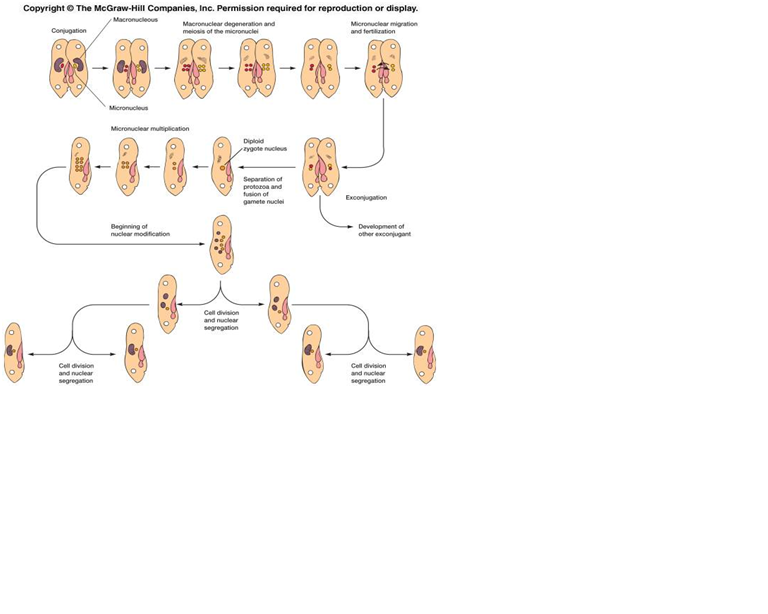 Copyright © The McGraw-Hill Companies, Inc. Permission required for reproduction or display.
Macronucleous
Conjugation
Macronuclear degeneration and
meiosis of the micronuclei
Micronuclear migration
and fertilization
Micronucleus
Micronuclear multiplication
Diploid
zygote nucleus
Separation of
protozoa and
fusion of
gamete nuclei
Exconjugation
Beginning of
nuclear modification
Development of
other exconjugant
Cell division
and nuclear
segregation
Cell division
and nuclear
segregation
Cell division
and nuclear
segregation